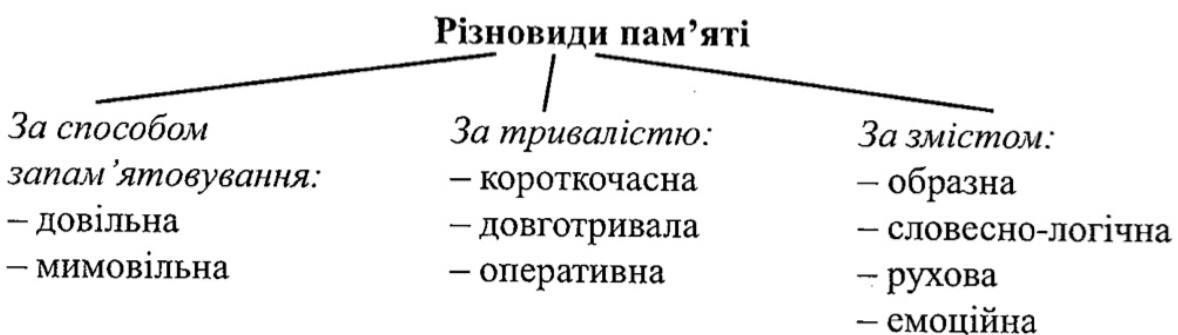 Різновиди пам’яті
За способом
запам’ятовування:
– довільна
– мимовільна
За тривалістю:
– короткочасна
– довготривала
– оперативна
За змістом:
– образна
– словесно-логічна
– рухова
– емоційна